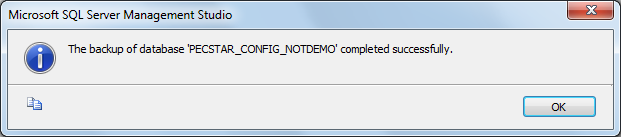 Microsoft SQL Server Management Studio
The backup of database 'PECSTAR_CONFIG_NOTDEMO' completed successfully.
OK